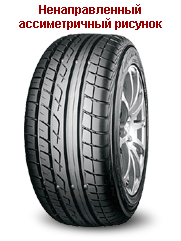 Ненаправленный
ассиметричный рисунок